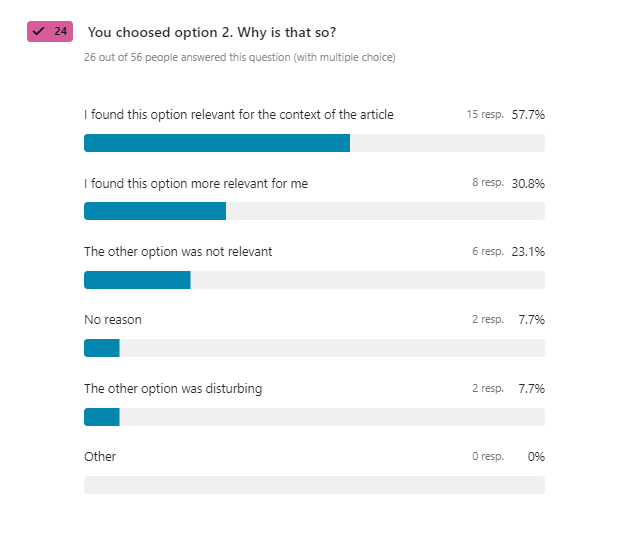 24 You choosed option 2. Why is that so?
26 out of 56 people answered this question (with multiple choice)
I found this option relevant for the context of the article 15 resp. 57.7%
I found this option more relevant for me 8 resp. 30.8%
The other option was not relevant 6 resp. 23.1%
No reason 2 resp. 7.7%
The other option was disturbing 2 resp. 7.7%
Other 0 resp. 0%